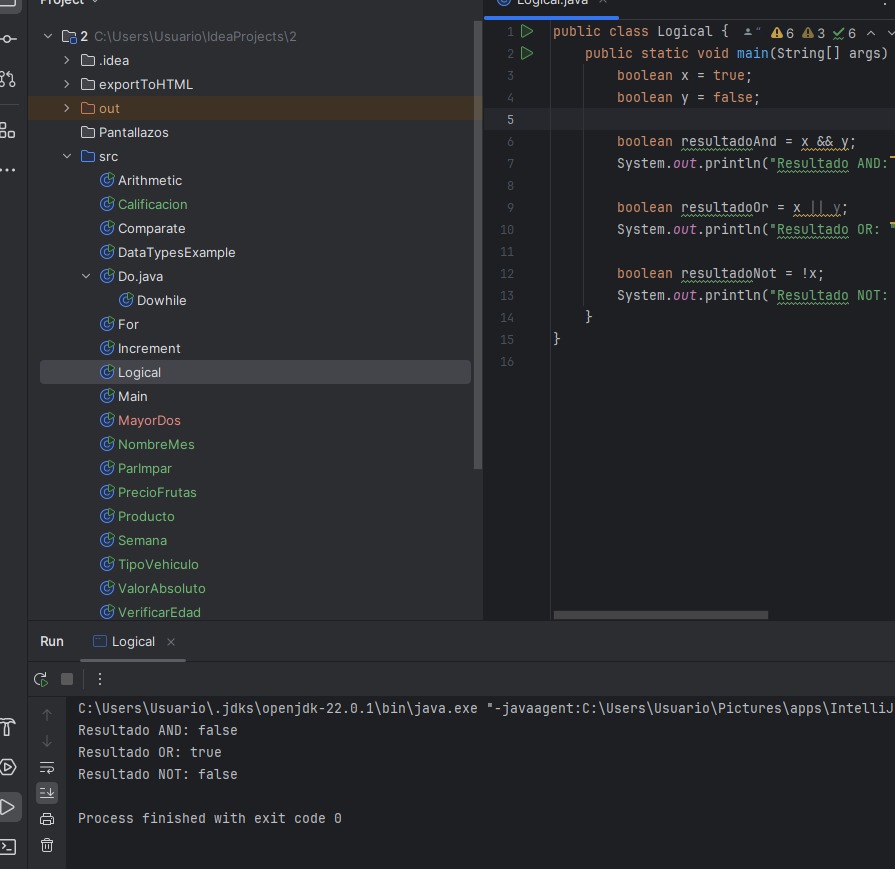 Project
2 C:\Users\Usuario\IdeaProjects\2
.idea
exportToHTML
out
Pantallazos
src
Arithmetic
Calificacion
Comparate
DataTypesExample
Do.java
Dowhile
For
Increment
Logical
Main
MayorDos
NombreMes
ParImpar
PrecioFrutas
Producto
Semana
TipoVehiculo
ValorAbsoluto
VerificarEdad
Logical.java
6 3 6
1 public class Logical {
2 public static void main(String[] args)
3 boolean x = true;
4 boolean y = false;
5
6 boolean resultadoAnd = x && y;
7 System.out.println("Resultado AND:
8
9 boolean resultadoOr = x || y;
10 System.out.println("Resultado OR:
11
12 boolean resultadoNot = !x;
13 System.out.println("Resultado NOT:
14 }
15 }
16
Run Logical
C:\Users\Usuario\.jdks\openjdk-22.0.1\bin\java.exe "-javaagent:C:\Users\Usuario\Pictures\apps\IntelliJ
Resultado AND: false
Resultado OR: true
Resultado NOT: false
Process finished with exit code 0